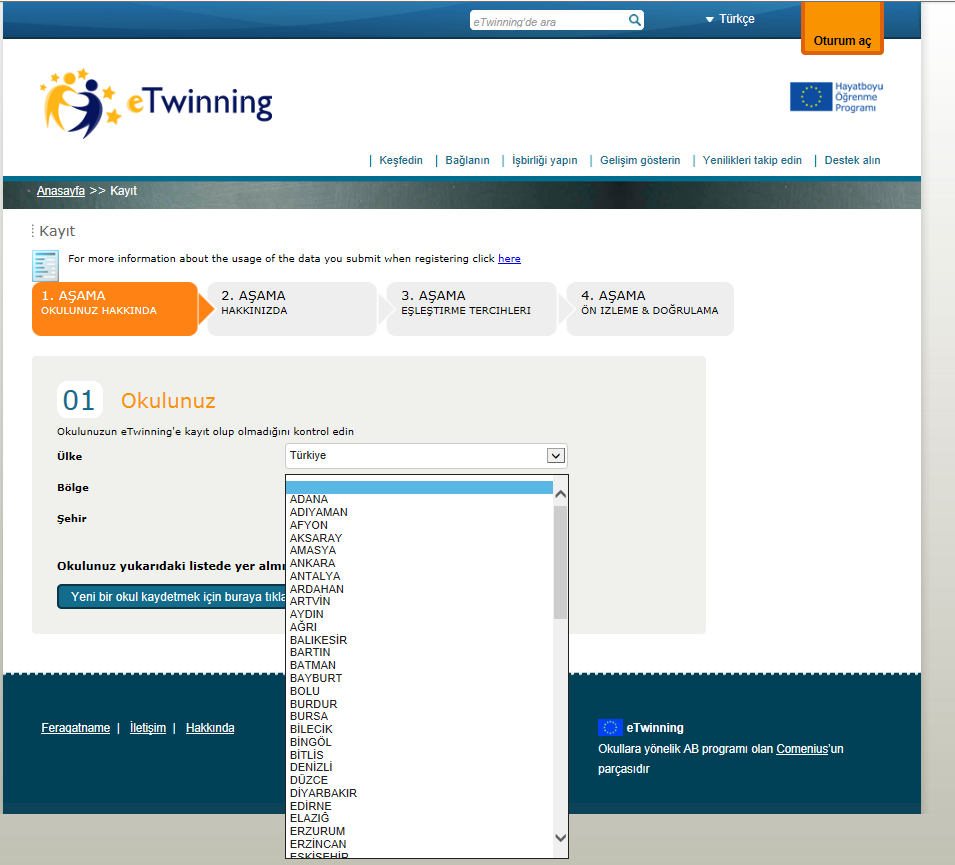 eTwinning'de ara
Türkçe
Oturum aç
eTwinning
Hayatboyu
Öğrenme
Programı
| Keşfedin | Bağlanın | İşbirliği yapın | Gelişim gösterin | Yenilikleri takip edin | Destek alın
Anasayfa >> Kayıt
Kayıt
For more information about the usage of the data you submit when registering click here
1. AŞAMA
OKULUNUZ HAKKINDA
2. AŞAMA
HAKKINIZDA
3. AŞAMA
EŞLEŞTIRME TERCIHLERI
4. AŞAMA
ÖN IZLEME & DOĞRULAMA
01 Okulunuz
Okulunuzun eTwinning'e kayıt olup olmadığını kontrol edin
Ülke
Türkiye
Bölge
Şehir
Okulunuz yukarıdaki listede yer almı
Yeni bir okul kaydetmek için buraya tıkla
ADANA
ADIYAMAN
AFYON
AKSARAY
AMASYA
ANKARA
ANTALYA
ARDAHAN
ARTVİN
AYDIN
AĞRI
BALIKESİR
BARTIN
BATMAN
BAYBURT
BOLU
BURDUR
BURSA
BİLECİK
BİNGÖL
BİTLİS
DENİZLİ
DÜZCE
DİYARBAKIR
EDİRNE
ELAZIĞ
ERZURUM
ERZİNCAN
ESKİŞEHİR
Feragatname | İletişim | Hakkında
eTwinning
Okullara yönelik AB programı olan Comenius'un
parçasıdır